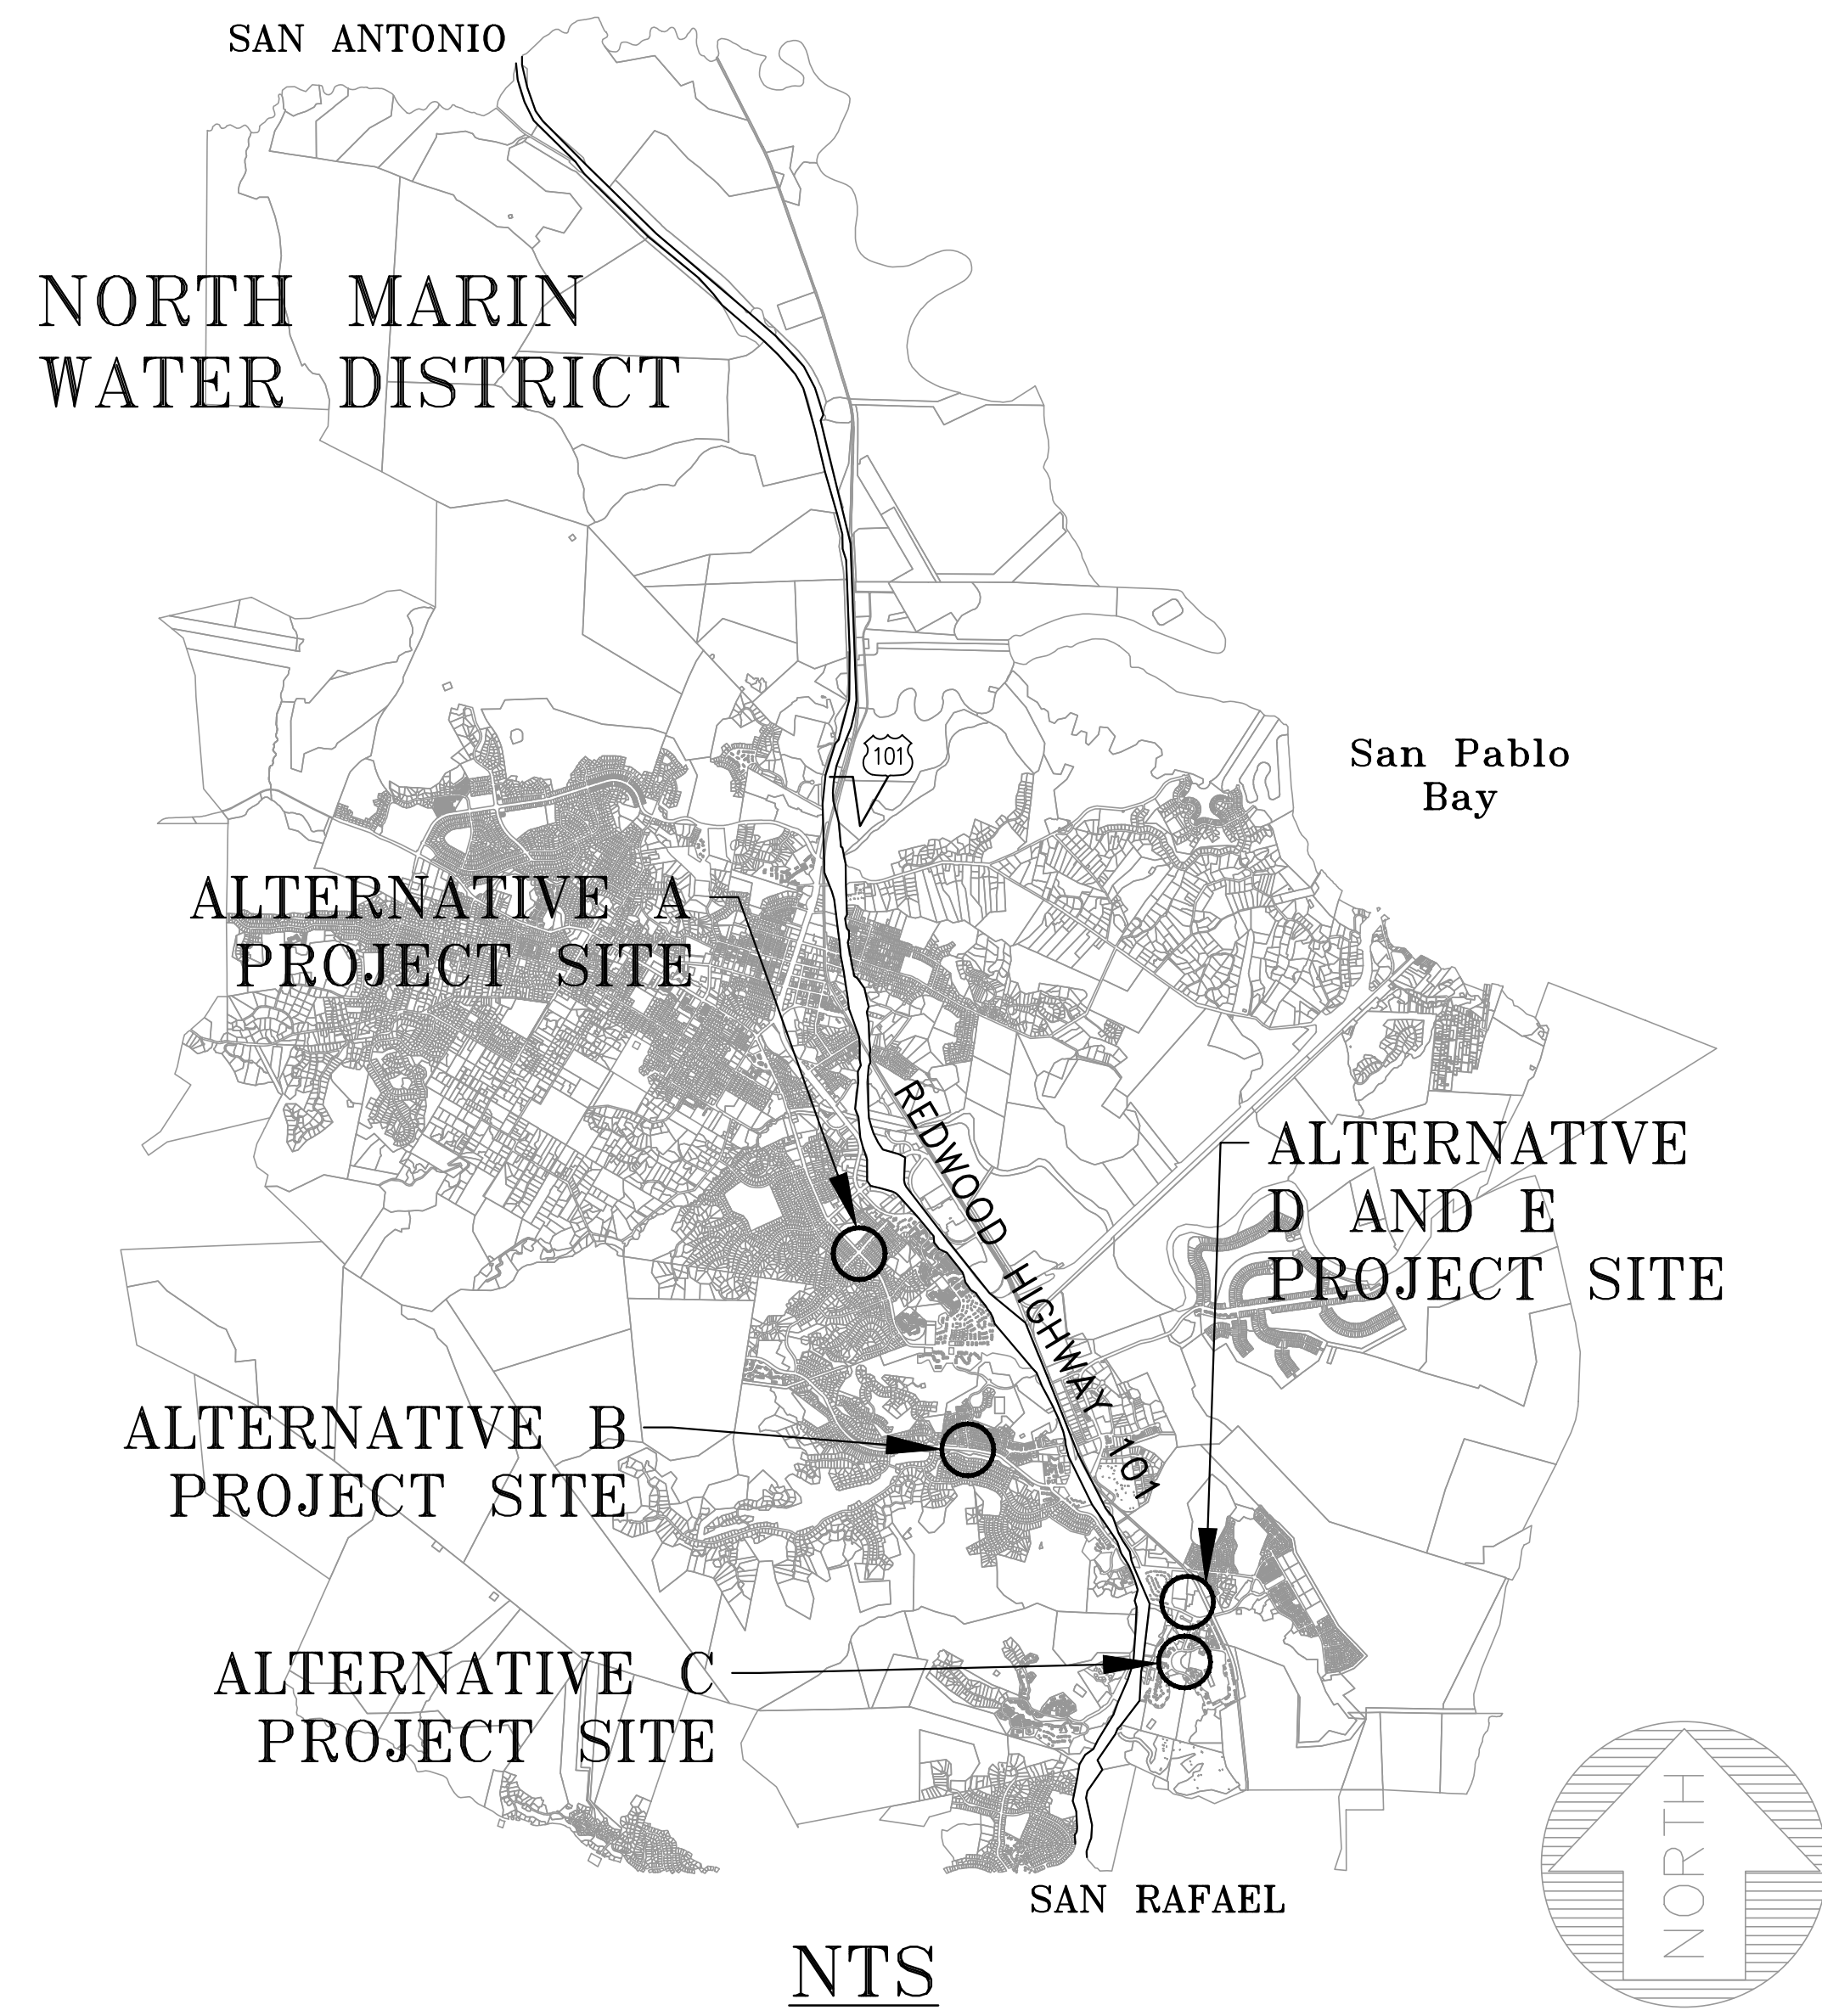 SAN ANTONIO
NORTH MARIN
WATER DISTRICT
101
San Pablo
Bay
ALTERNATIVE A
PROJECT SITE
REDWOOD HIGHWAY 101
ALTERNATIVE
D AND E
PROJECT SITE
ALTERNATIVE B
PROJECT SITE
ALTERNATIVE C
PROJECT SITE
NORTH
SAN RAFAEL
NTS